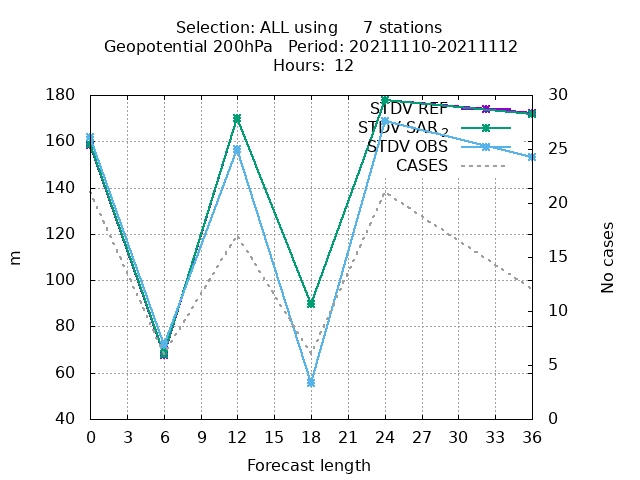 Selection: ALL using     7 stations
Geopotential 200hPa   Period: 20211110-20211112
Hours: 12
180
160
140
120
100
80
60
40
30
25
20
15
10
5
0
STDV REF
STDV SAR 2
STDV OBS
CASES
m
No cases
0 3 6 9 12 15 18 21 24 27 30 33 36
Forecast length